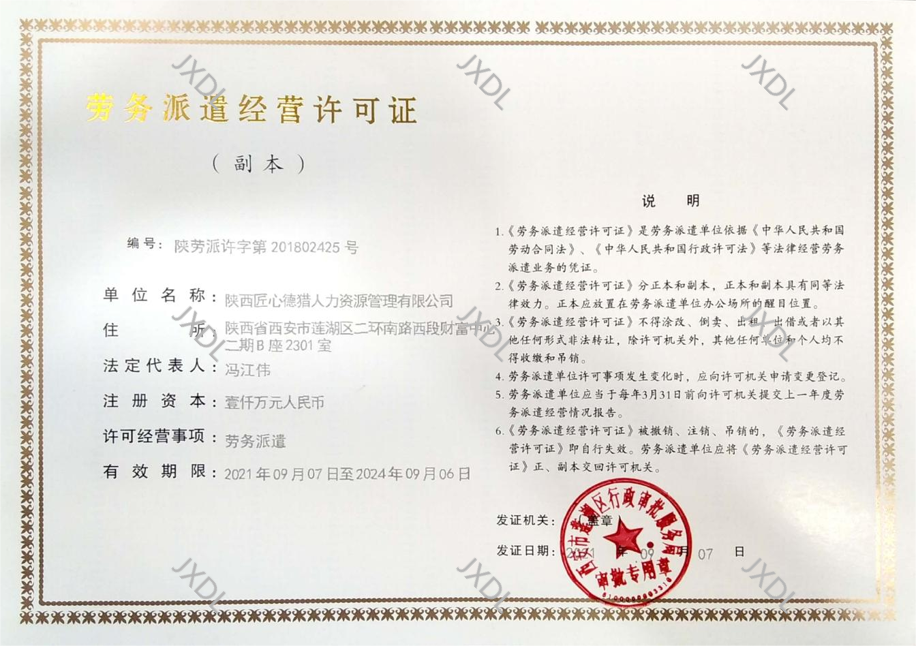 劳务派遣经营许可证
（副本）
编号：陕劳派许字第 201802425 号
单位名称：陕西匠心德猎人力资源管理有限公司
住所：陕西省西安市莲湖区二环南路西段财富中心
二期B座2301室
法定代表人：冯江伟
注册资本：壹仟万元人民币
许可经营事项：劳务派遣
有效期限：2021年09月07日至2024年09月06日
说 明
1.《劳务派遣经营许可证》是劳务派遣单位依据《中华人民共和国
劳动合同法》、《中华人民共和国行政许可法》等法律经营劳务
派遣业务的凭证。
2.《劳务派遣经营许可证》分正本和副本，正本和副本具有同等法
律效力。正本应放置在劳务派遣单位办公场所的醒目位置。
3.《劳务派遣经营许可证》不得涂改、倒卖、出租、出借或者以其
他任何形式非法转让，除许可机关外，其他任何单位和个人均不
得收缴和吊销。
4.劳务派遣单位许可事项发生变化时，应向许可机关申请变更登记。
5.劳务派遣单位应当于每年3月31日前向许可机关提交上一年度劳
务派遣经营情况报告。
6.《劳务派遣经营许可证》被撤销、注销、吊销的，《劳务派遣经
营许可证》即自行失效。劳务派遣单位应将《劳务派遣经营许可
证》正、副本交回许可机关。
发证机关：（盖章）
发证日期：2021 年 09 月 07 日
西安市莲湖区行政审批服务局
审批专用章
JXDL
JXDL
JXDL
JXDL
JXDL
JXDL
JXDL
JXDL
JXDL